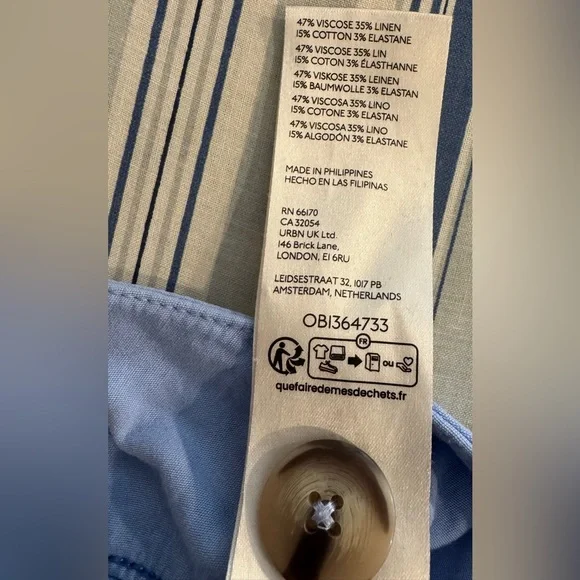 47% VISCOSE 35% LINEN
15% COTTON 3% ELASTANE
47% VISCOSE 35% LIN
15% COTON 3% ÉLASTHANNE
47% VISKOSE 35% LEINEN
15% BAUMWOLLE 3% ELASTAN
47% VISCOSA 35% LINO
15% COTONE 3% ELASTAN
47% VISCOSA 35% LINO
15% ALGODÓN 3% ELASTANE
MADE IN PHILIPPINES
HECHO EN LAS FILIPINAS
RN 66170
CA 32054
URBN UK Ltd.
146 Brick Lane,
LONDON, E1 6RU
LEIDSESTRAAT 32, 1017 PB
AMSTERDAM, NETHERLANDS
OB1364733
FR
ou
quefairedemesdechets.fr